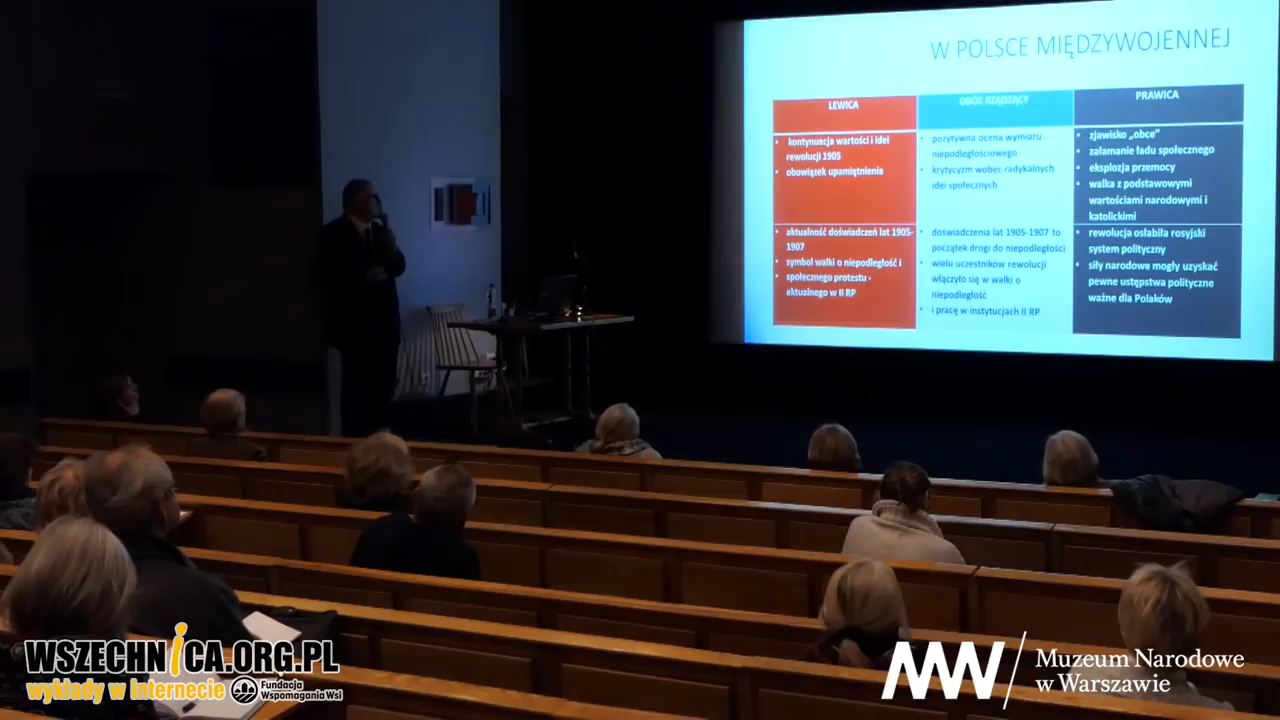 W POLSCE MIĘDZYWOJENNEJ
LEWICA
• kontynuacja wartości i idei
rewolucji 1905
• obowiązek upamiętnienia
• aktualność doświadczeń lat 1905-
1907
• symbol walki o niepodległość i
• społecznego protestu -
aktualnego w II RP
OBÓZ RZĄDZĄCY
• pozytywna ocena wymiaru
niepodległościowego
• krytycyzm wobec radykalnych
idei społecznych
• doświadczenia lat 1905-1907 to
początek drogi do niepodległości
• wielu uczestników rewolucji
włączyło się w walki o
niepodległość
• i pracę w instytucjach II RP
PRAWICA
• zjawisko „obce”
• załamanie ładu społecznego
• eksplozja przemocy
• walka z podstawowymi
wartościami narodowymi i
katolickimi
• rewolucja osłabiła rosyjski
system polityczny
• siły narodowe mogły uzyskać
pewne ustępstwa polityczne
ważne dla Polaków
WSZECHNICA.ORG.PL
wykłady w internecie
Fundacja
Wspomagania Wsi
MNW
Muzeum Narodowe
w Warszawie